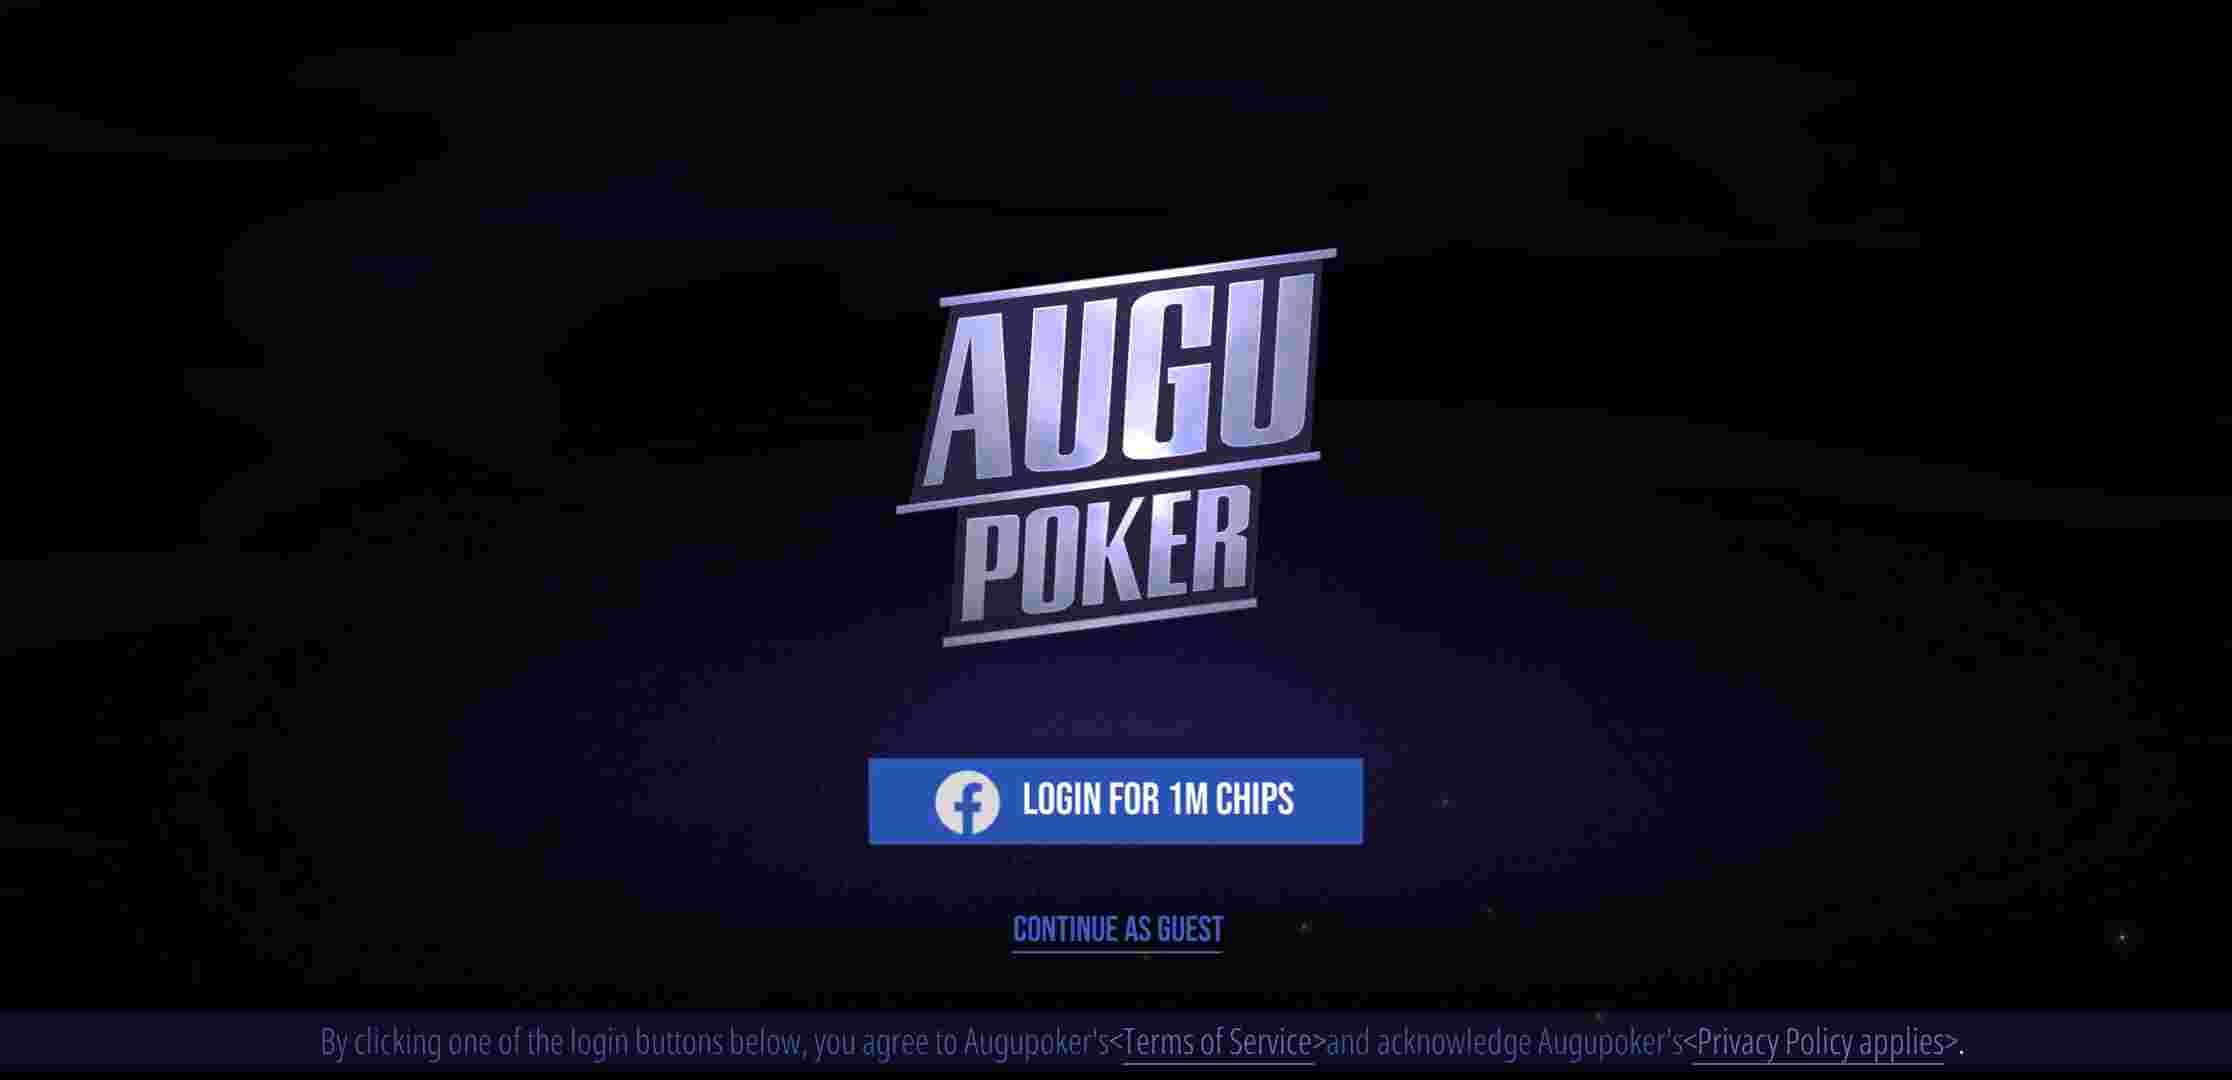 AUGU
POKER
LOGIN FOR 1M CHIPS
CONTINUE AS GUEST
By clicking one of the login buttons below, you agree to Augupoker's<Terms of Service>and acknowledge Augupoker's<Privacy Policy applies>.